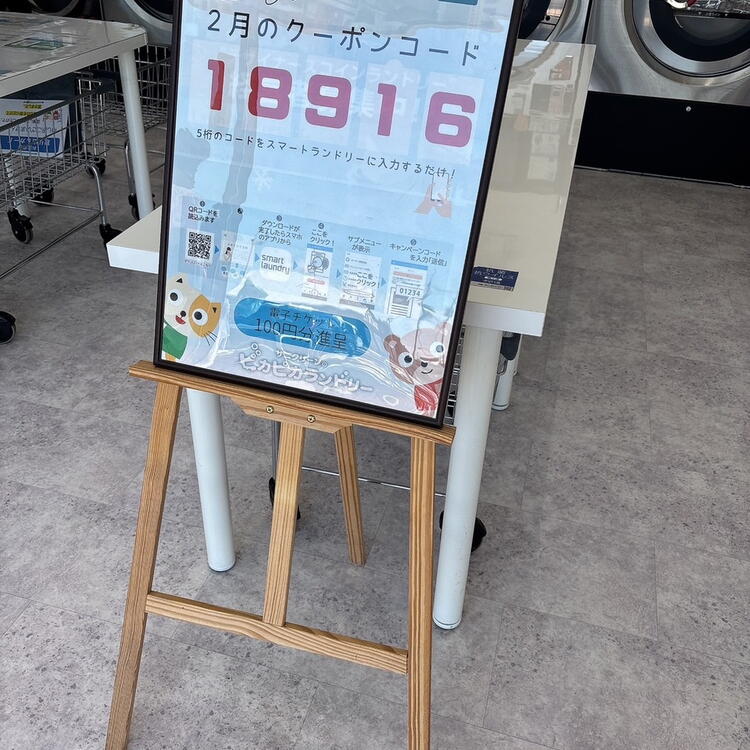 2月のクーポンコード
18916
5桁のコードをスマートランドリーに入力するだけ!
QRコードを
読込みます
ダウンロードが
完了したらスマホ
のアプリから
smart
laundry
ここを
クリック!
サブメニュー
が表示
ここを
クリック
キャンペーンコード
を入力「送信」
01234
電子チケット
100円分進呈
ピッカピカランドリー